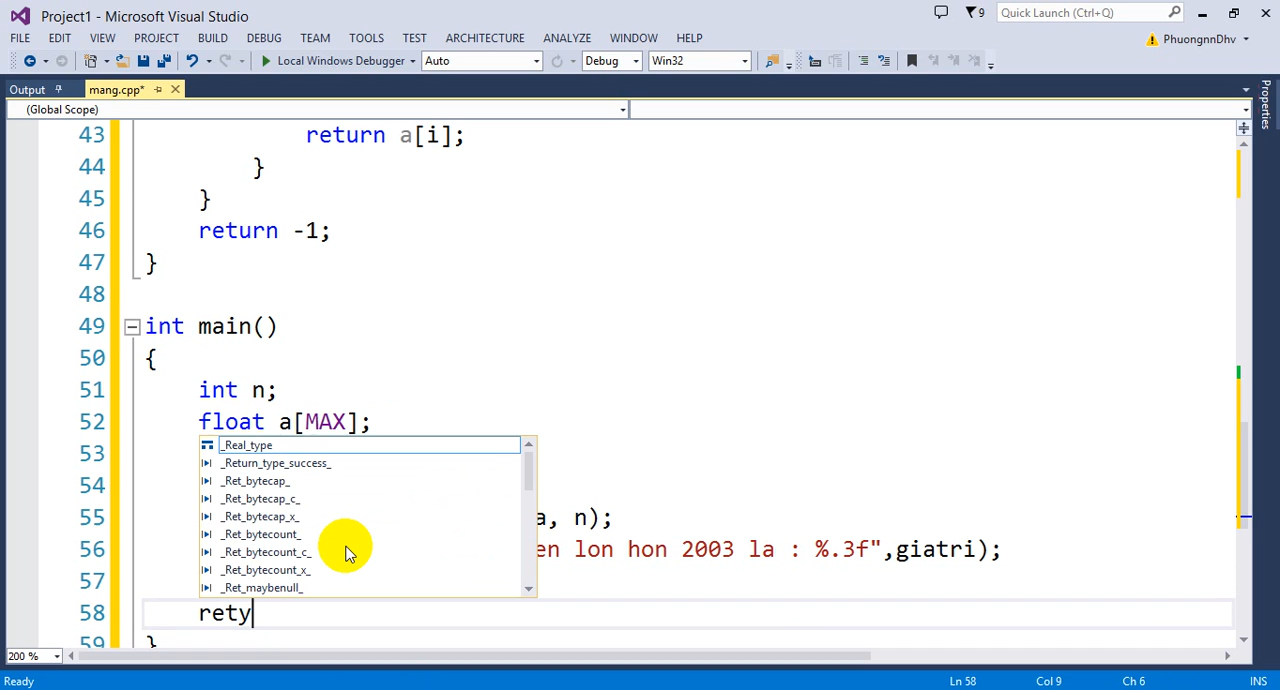 Project1 - Microsoft Visual Studio
9
Quick Launch (Ctrl+Q)
FILE EDIT VIEW PROJECT BUILD DEBUG TEAM TOOLS TEST ARCHITECTURE ANALYZE WINDOW HELP
PhuongnnDhv
Local Windows Debugger Auto Debug Win32
Output mang.cpp*
Properties
(Global Scope)
43 return a[i];
44 }
45 }
46 return -1;
47 }
48
49 int main()
50 {
51 int n;
52 float a[MAX];
53
_Real_type
_Return_type_success_
_Ret_bytecap_
_Ret_bytecap_c_
_Ret_bytecap_x_
_Ret_bytecount_
_Ret_bytecount_c_
_Ret_bytecount_x_
_Ret_maybenull_
54
55 a, n);
56 en lon hon 2003 la : %.3f",giatri);
57
58 rety
59 }
200 %
Ready Ln 58 Col 9 Ch 6 INS